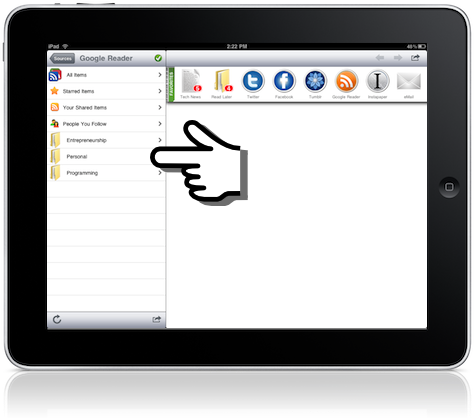 iPad
2:22 PM
48%
Sources
Google Reader
All Items
Starred Items
Your Shared Items
People You Follow
Entrepreneurship
Personal
Programming
FAVORITES
5
4
Tech News
Read Later
Twitter
Facebook
Tumblr
Google Reader
Instapaper
eMail